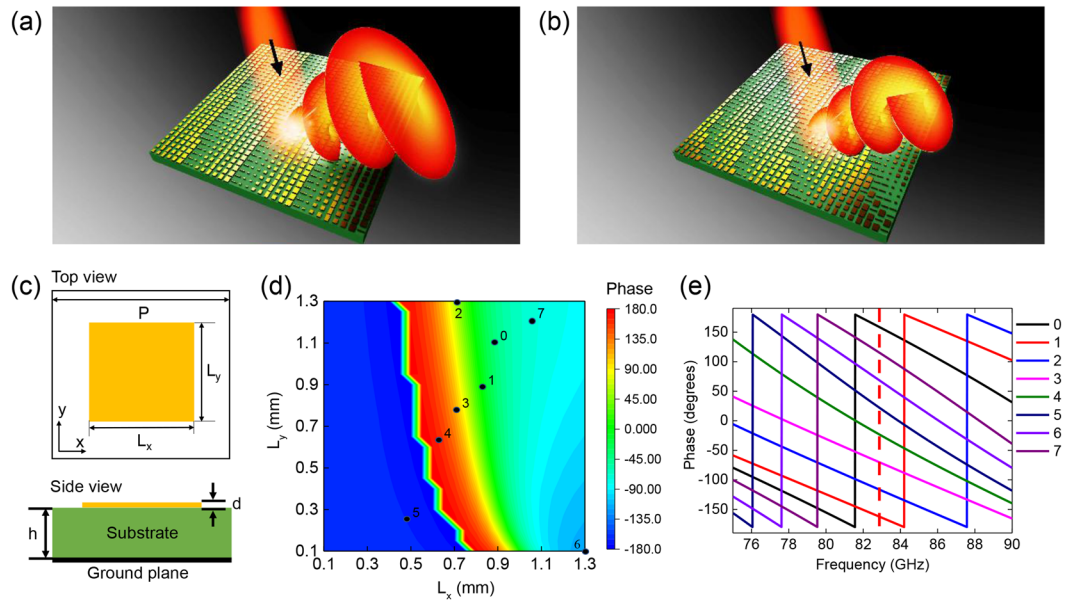 (a)
(b)
(c)
Top view
P
L_y
y
x
L_x
Side view
d
h
Substrate
Ground plane
(d)
Phase
1.3
1.1
0.9
0.7
0.5
0.3
0.1
L_y (mm)
2
7
0
1
3
4
5
6
0.1 0.3 0.5 0.7 0.9 1.1 1.3
L_x (mm)
180.0
135.0
90.00
45.00
0.000
-45.00
-90.00
-135.0
-180.0
(e)
150
100
50
0
-50
-100
-150
Phase (degrees)
76 78 80 82 84 86 88 90
Frequency (GHz)
0
1
2
3
4
5
6
7